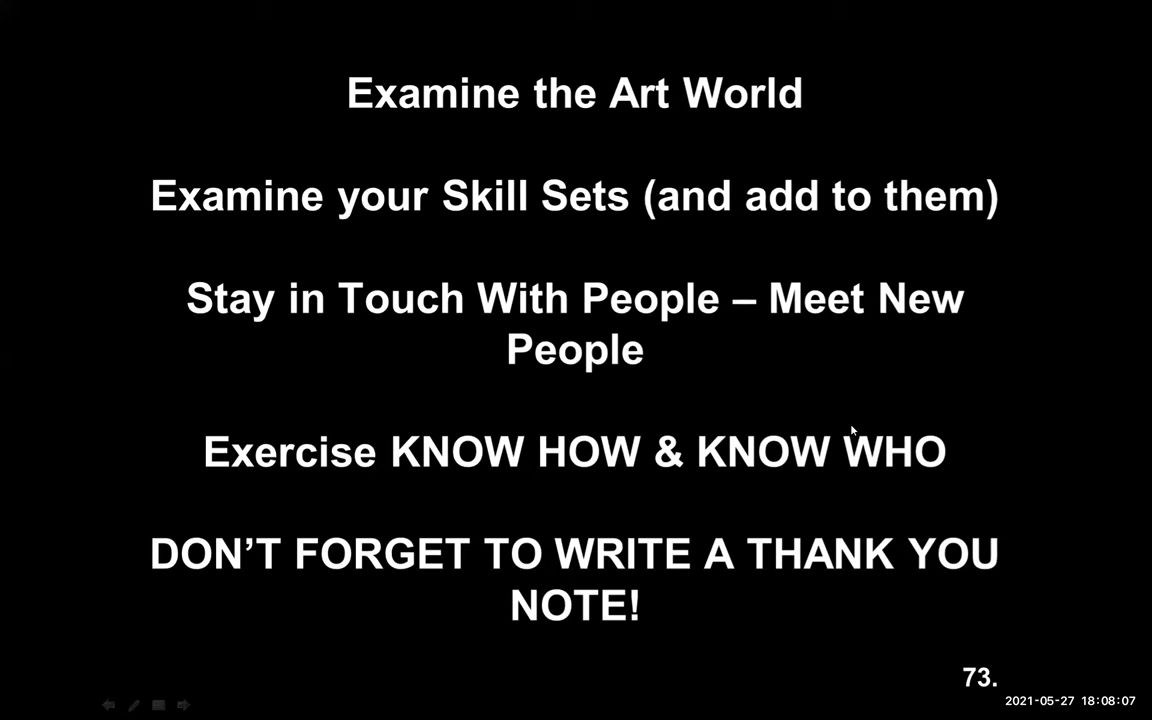 Examine the Art World
Examine your Skill Sets (and add to them)
Stay in Touch With People – Meet New
People
Exercise KNOW HOW & KNOW WHO
DON’T FORGET TO WRITE A THANK YOU
NOTE!
73.
2021-05-27 18:08:07